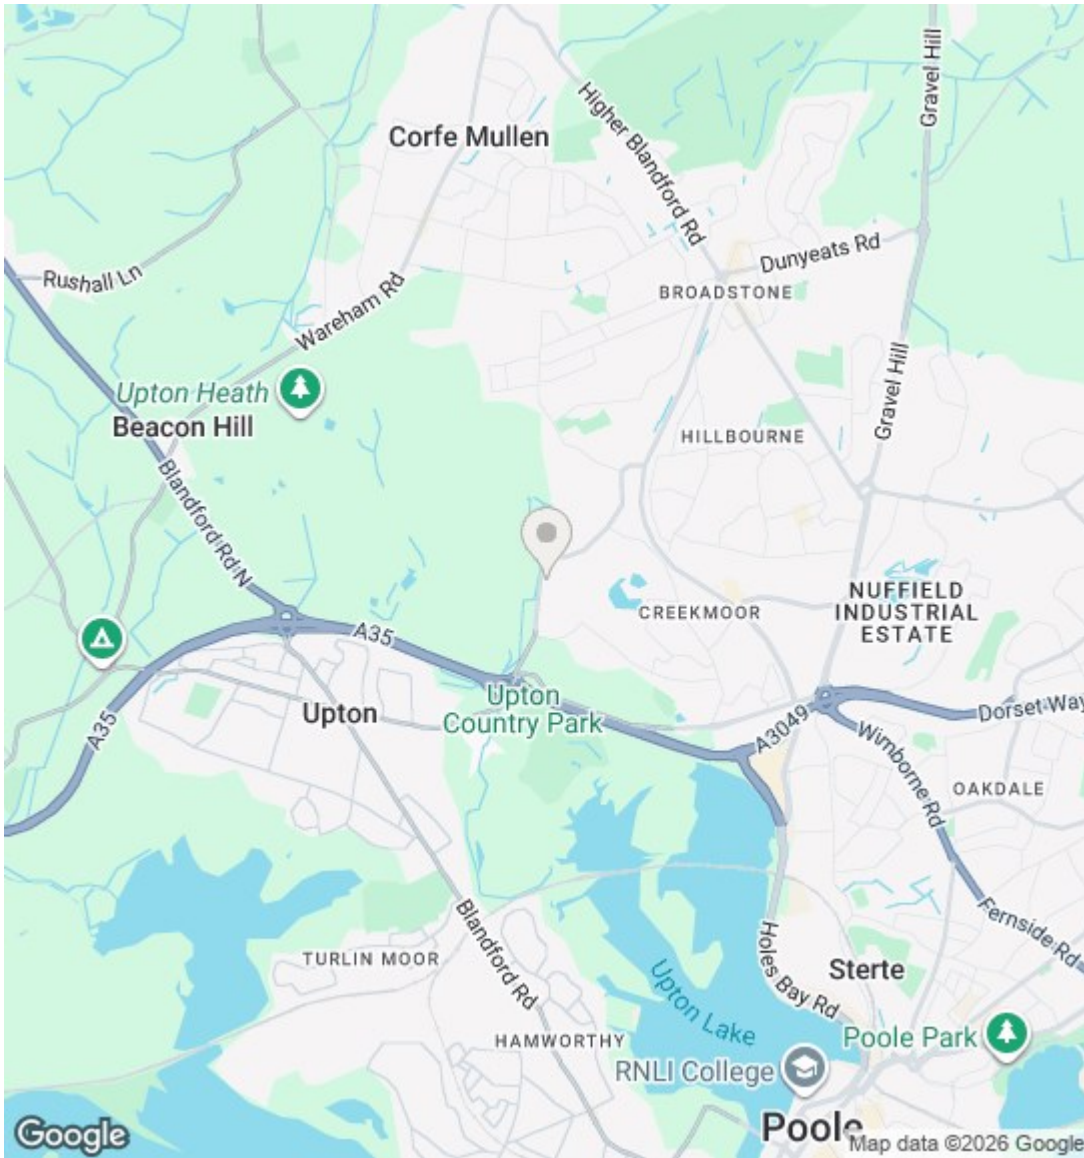 Gravel Hill
Higher Blandford Rd
Corfe Mullen
Dunyeats Rd
Rushall Ln
BROADSTONE
Wareham Rd
Upton Heath
Gravel Hill
Beacon Hill
HILLBOURNE
Blandford Rd N
NUFFIELD
INDUSTRIAL
ESTATE
CREEKMOOR
A35
Upton
Country Park
Upton
A35
A3049
Dorset Way
Wimborne Rd
OAKDALE
Blandford Rd
Fernside Rd
TURLIN MOOR
Holes Bay Rd
Sterte
Upton Lake
HAMWORTHY
Poole Park
RNLI College
Poole
Google
Map data ©2026 Google